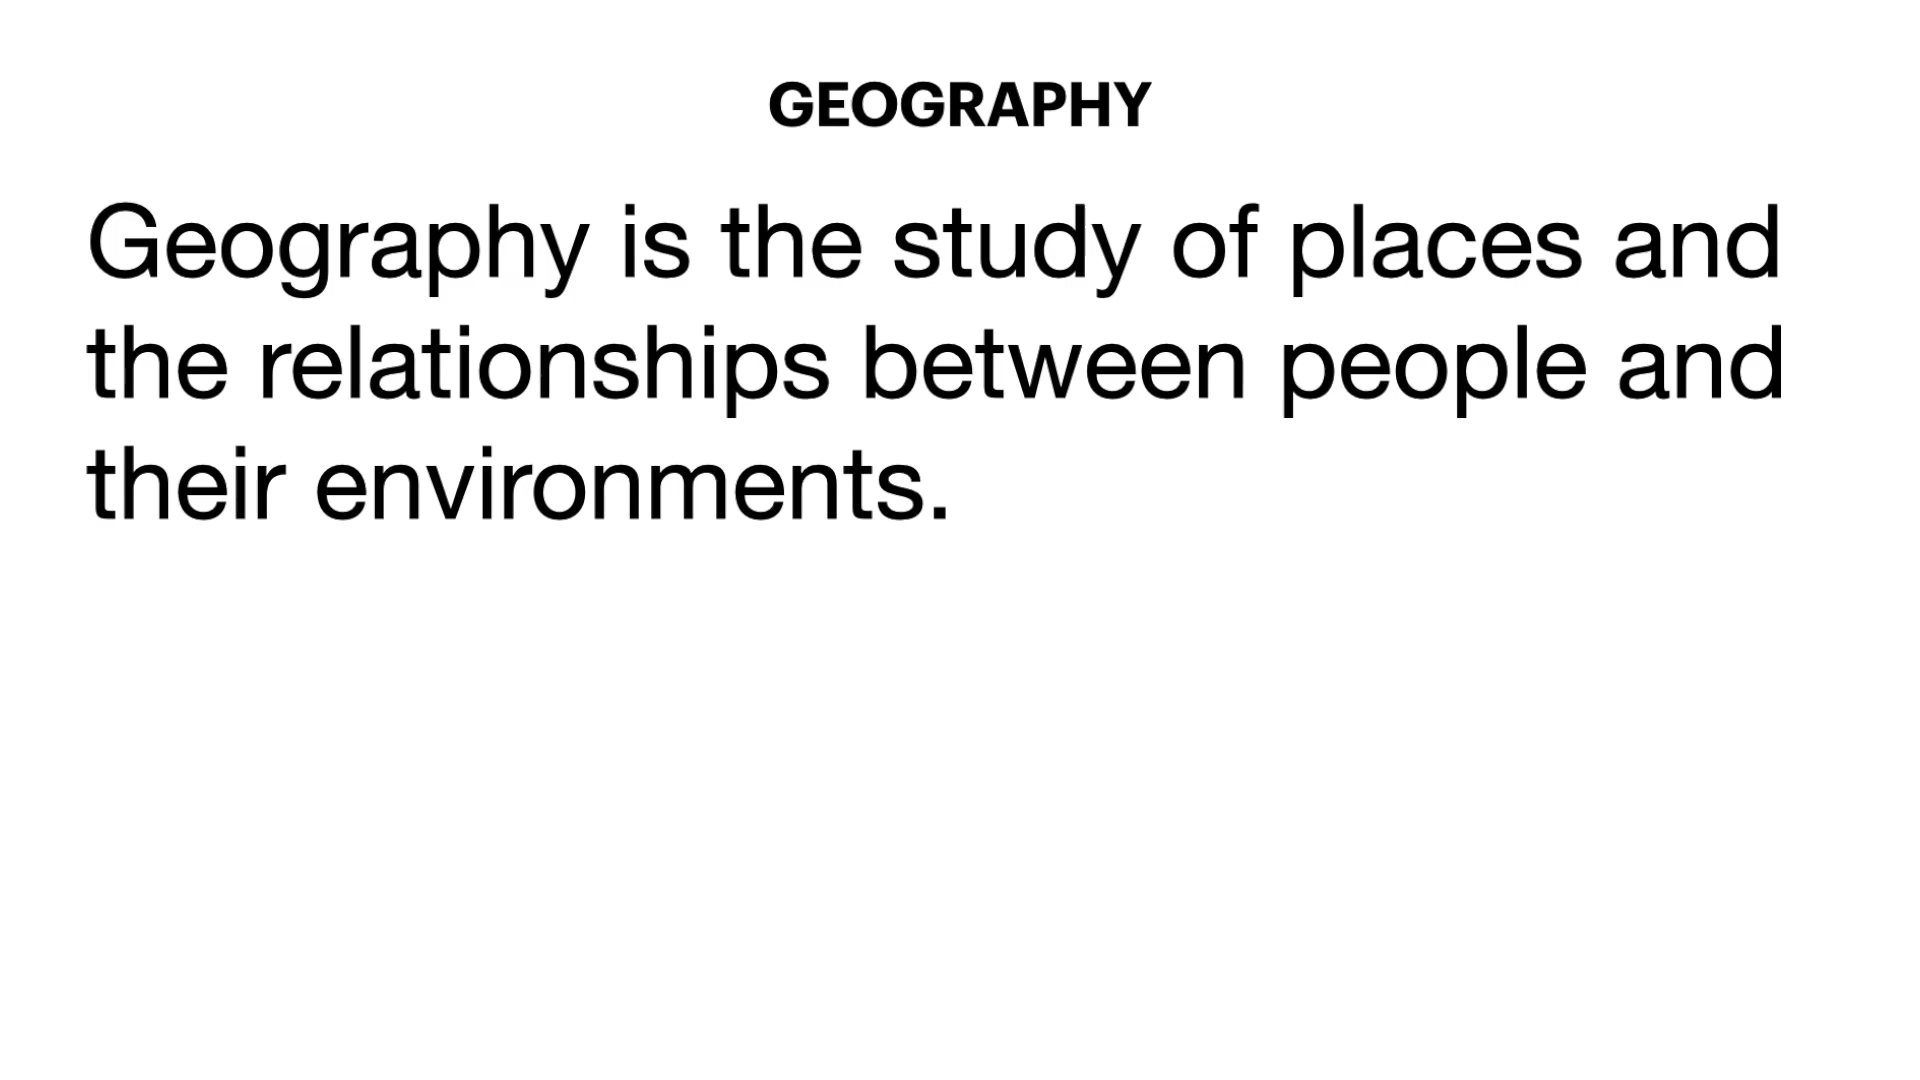 GEOGRAPHY
Geography is the study of places and
the relationships between people and
their environments.